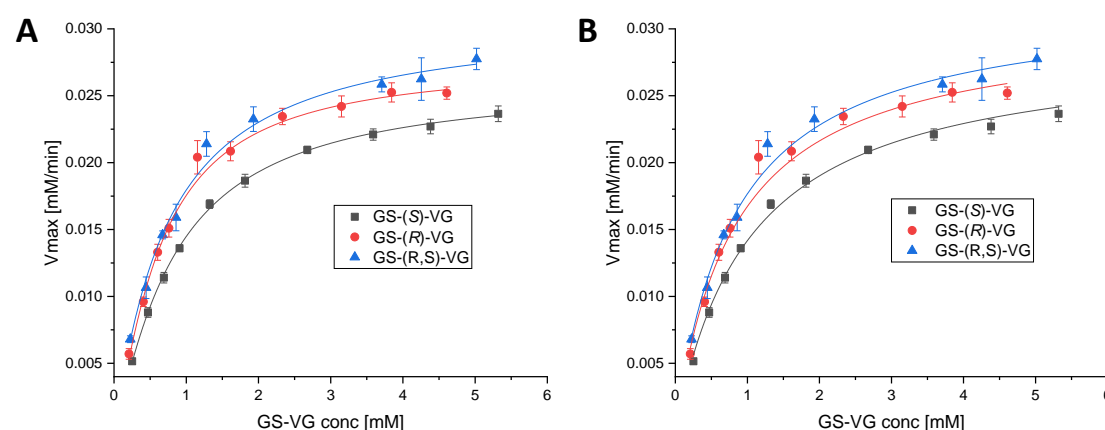 A
0.030
0.025
0.020
0.015
0.010
0.005
Vmax [mM/min]
GS-(S)-VG
GS-(R)-VG
GS-(R,S)-VG
0 1 2 3 4 5 6
GS-VG conc [mM]
B
0.030
0.025
0.020
0.015
0.010
0.005
Vmax [mM/min]
GS-(S)-VG
GS-(R)-VG
GS-(R,S)-VG
0 1 2 3 4 5 6
GS-VG conc [mM]